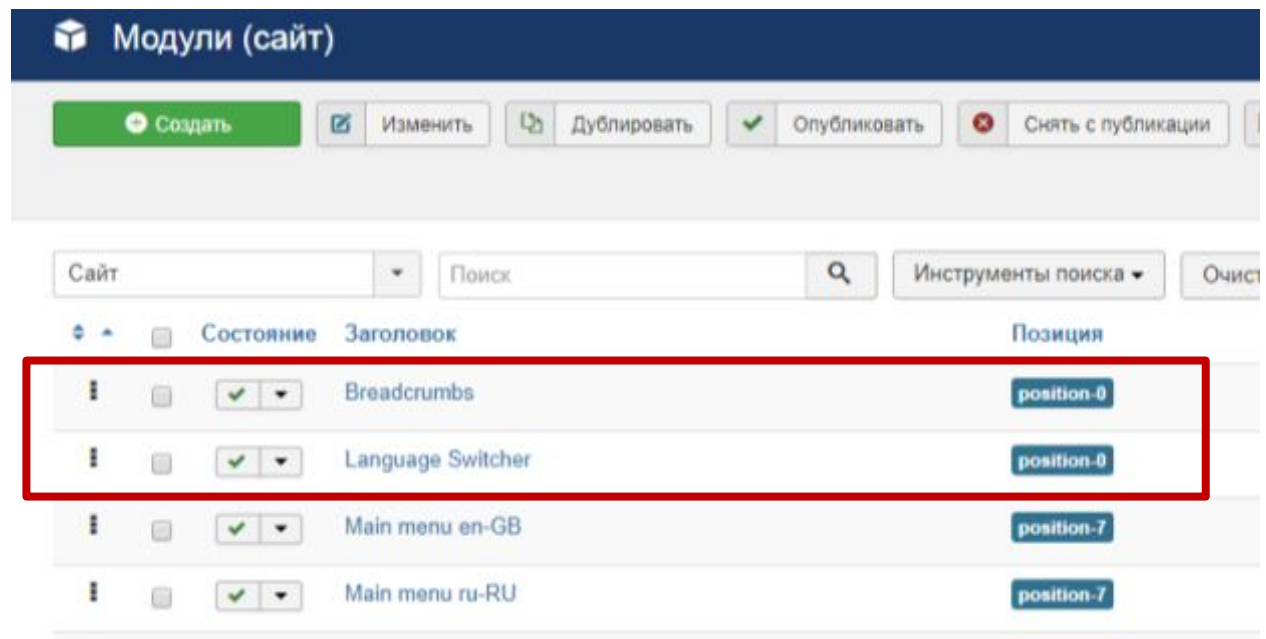 Модули (сайт)
Создать Изменить Дублировать Опубликовать Снять с публикации
Сайт Поиск Инструменты поиска Очист
Состояние Заголовок Позиция
Breadcrumbs position-0
Language Switcher position-0
Main menu en-GB position-7
Main menu ru-RU position-7